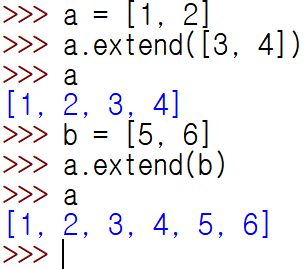 >>> a = [1, 2]
>>> a.extend([3, 4])
>>> a
[1, 2, 3, 4]
>>> b = [5, 6]
>>> a.extend(b)
>>> a
[1, 2, 3, 4, 5, 6]
>>>